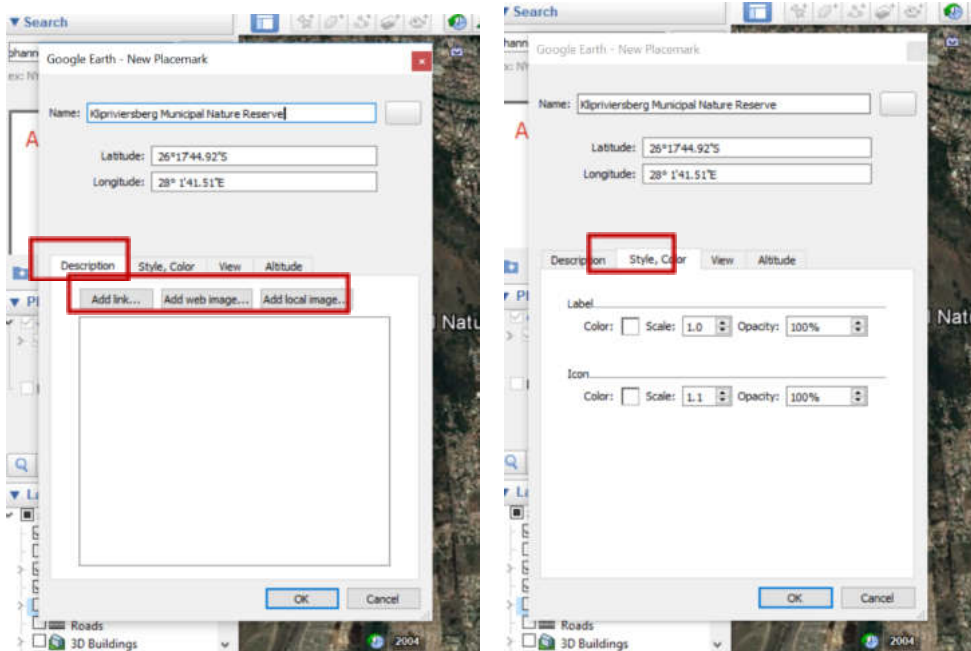 Search
Google Earth - New Placemark
Name: Klipriviersberg Municipal Nature Reserve
Latitude: 26°17'44.92"S
Longitude: 28° 1'41.51"E
Description Style, Color View Altitude
Add link... Add web image... Add local image...
OK Cancel
Roads
3D Buildings
2004
Search
Google Earth - New Placemark
Name: Klipriviersberg Municipal Nature Reserve
Latitude: 26°17'44.92"S
Longitude: 28° 1'41.51"E
Description Style, Color View Altitude
Label
Color: Scale: 1.0 Opacity: 100%
Icon
Color: Scale: 1.1 Opacity: 100%
OK Cancel
Roads
3D Buildings
2004